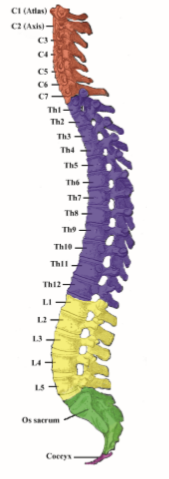 C1 (Atlas)
C2 (Axis)
C3
C4
C5
C6
C7
Th1
Th2
Th3
Th4
Th5
Th6
Th7
Th8
Th9
Th10
Th11
Th12
L1
L2
L3
L4
L5
Os sacrum
Coccyx